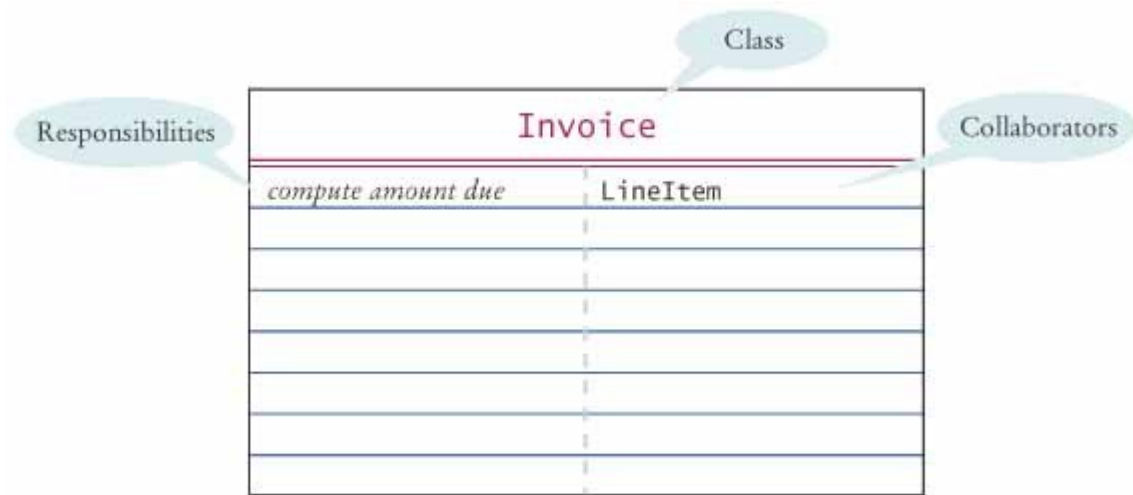 Class
Invoice
Responsibilities
Collaborators
compute amount due
LineItem